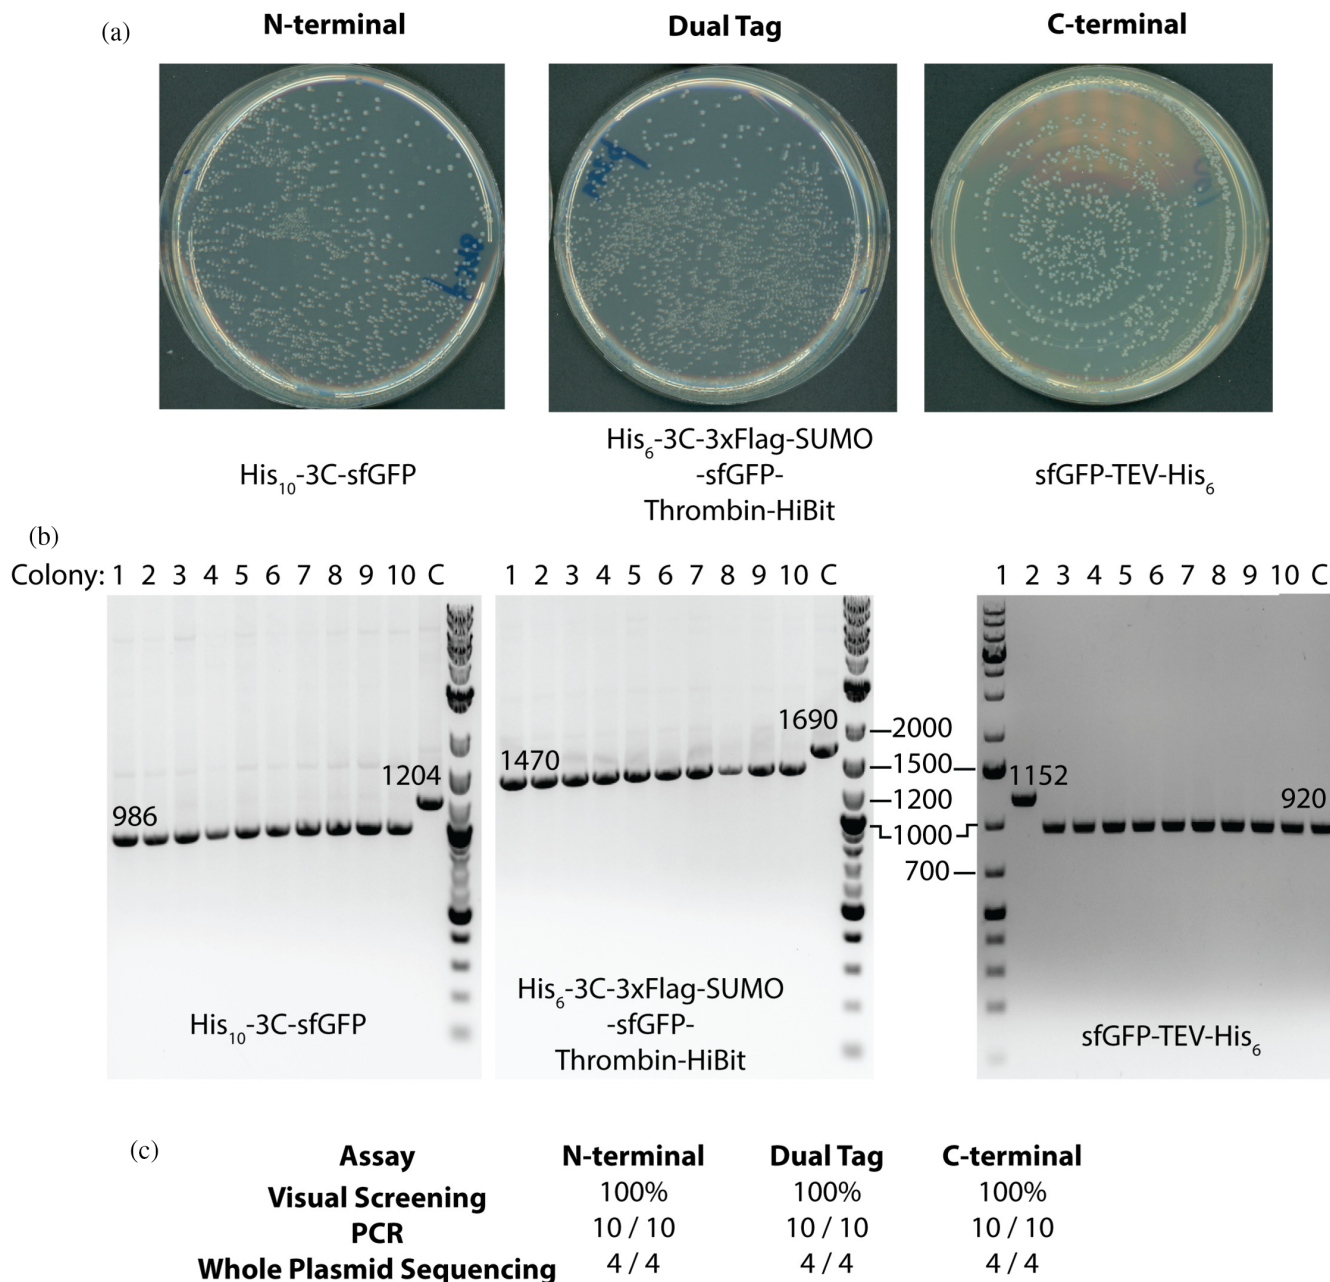 (a)
N-terminal Dual Tag C-terminal
His10-3C-sfGFP
His6-3C-3xFlag-SUMO
-sfGFP-
Thrombin-HiBit
sfGFP-TEV-His6
(b)
Colony: 1 2 3 4 5 6 7 8 9 10 C
1 2 3 4 5 6 7 8 9 10 C
1 2 3 4 5 6 7 8 9 10 C
986
1204
1470
1690
2000
1500
1200
1000
700
1152
920
His10-3C-sfGFP
His6-3C-3xFlag-SUMO
-sfGFP-
Thrombin-HiBit
sfGFP-TEV-His6
(c)
Assay N-terminal Dual Tag C-terminal
Visual Screening 100% 100% 100%
PCR 10 / 10 10 / 10 10 / 10
Whole Plasmid Sequencing 4 / 4 4 / 4 4 / 4